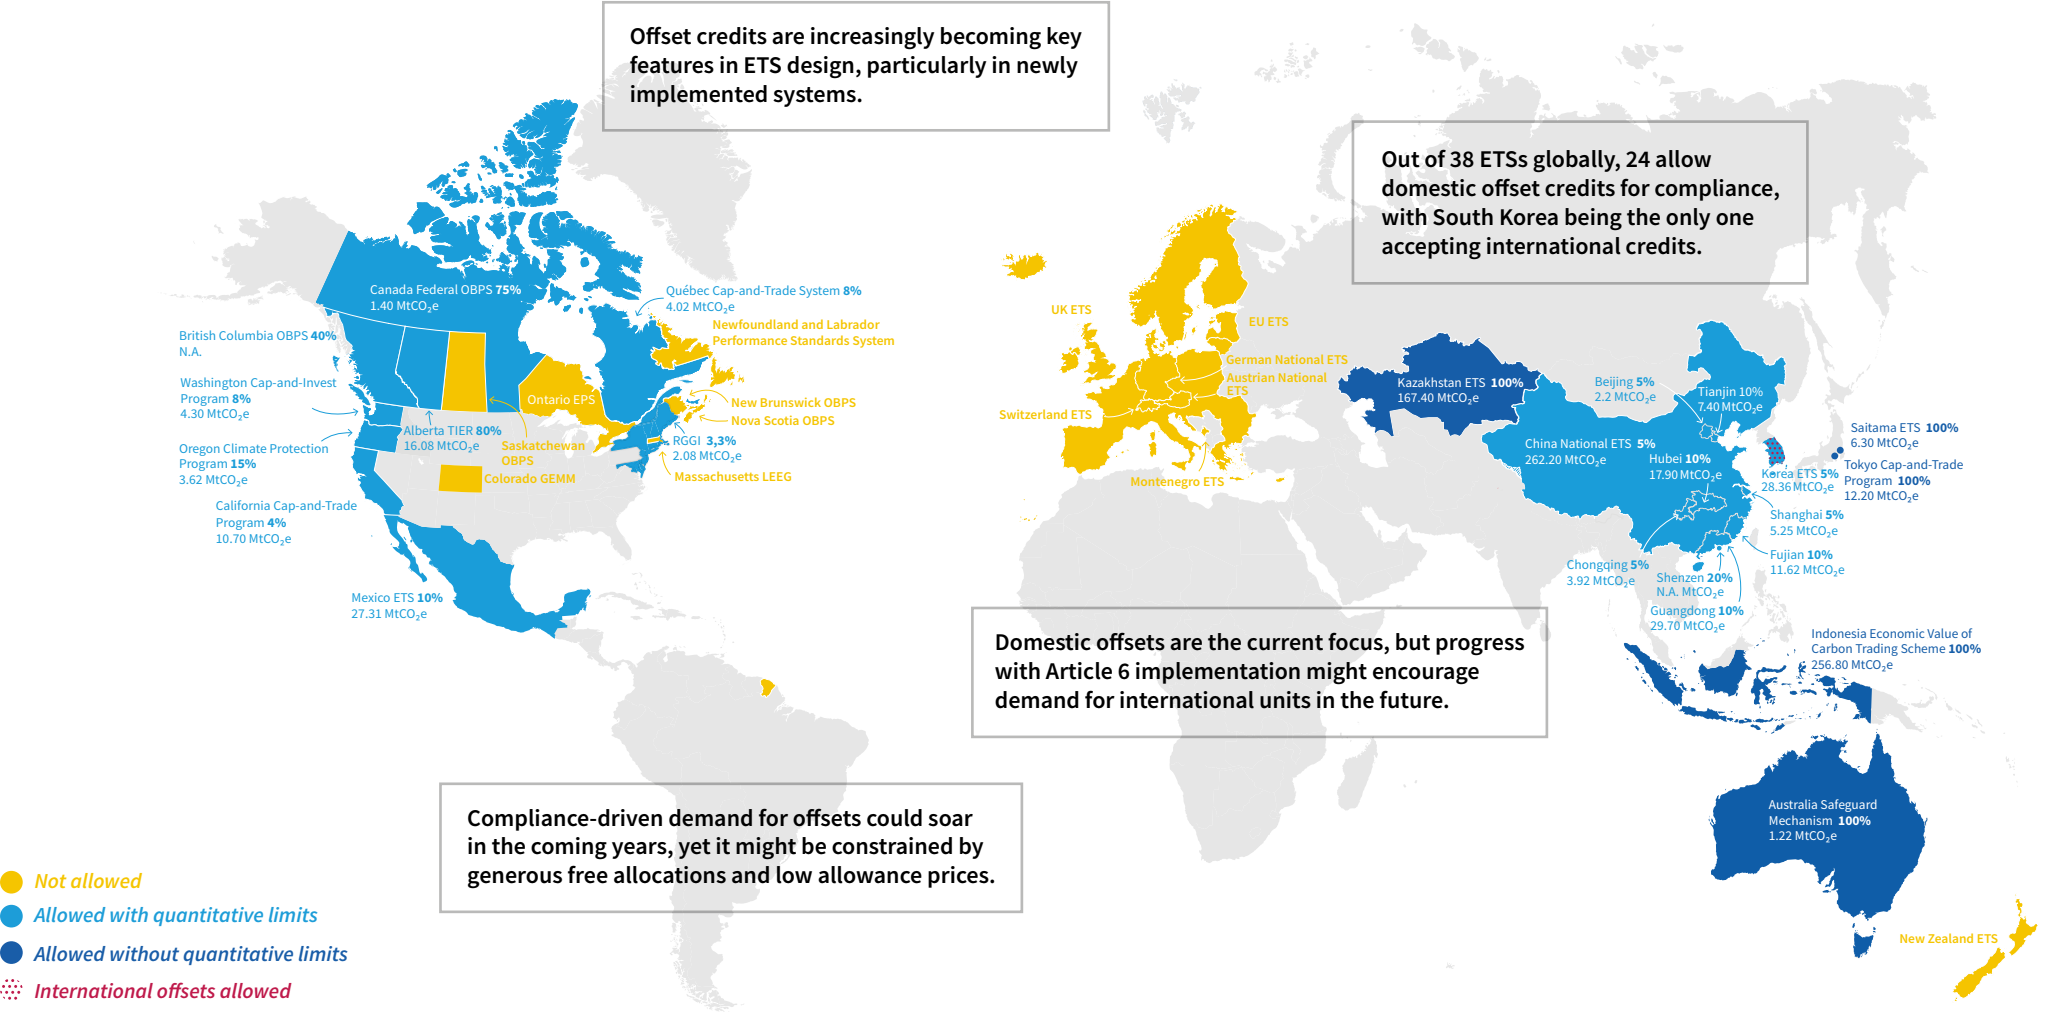 Offset credits are increasingly becoming key
features in ETS design, particularly in newly
implemented systems.
Out of 38 ETSs globally, 24 allow
domestic offset credits for compliance,
with South Korea being the only one
accepting international credits.
Canada Federal OBPS 75%
1.40 MtCO₂e
Québec Cap-and-Trade System 8%
4.02 MtCO₂e
Newfoundland and Labrador
Performance Standards System
British Columbia OBPS 40%
N.A.
Washington Cap-and-Invest
Program 8%
4.30 MtCO₂e
Ontario EPS
New Brunswick OBPS
Nova Scotia OBPS
Alberta TIER 80%
16.08 MtCO₂e
Saskatchewan
OBPS
RGGI 3,3%
2.08 MtCO₂e
Oregon Climate Protection
Program 15%
3.62 MtCO₂e
Colorado GEMM
Massachusetts LEEG
California Cap-and-Trade
Program 4%
10.70 MtCO₂e
Mexico ETS 10%
27.31 MtCO₂e
UK ETS
EU ETS
German National ETS
Austrian National
ETS
Switzerland ETS
Montenegro ETS
Kazakhstan ETS 100%
167.40 MtCO₂e
Beijing 5%
2.2 MtCO₂e
Tianjin 10%
7.40 MtCO₂e
China National ETS 5%
262.20 MtCO₂e
Hubei 10%
17.90 MtCO₂e
Saitama ETS 100%
6.30 MtCO₂e
Korea ETS 5%
28.36 MtCO₂e
Tokyo Cap-and-Trade
Program 100%
12.20 MtCO₂e
Shanghai 5%
5.25 MtCO₂e
Fujian 10%
11.62 MtCO₂e
Chongqing 5%
3.92 MtCO₂e
Shenzen 20%
N.A. MtCO₂e
Guangdong 10%
29.70 MtCO₂e
Indonesia Economic Value of
Carbon Trading Scheme 100%
256.80 MtCO₂e
Domestic offsets are the current focus, but progress
with Article 6 implementation might encourage
demand for international units in the future.
Compliance-driven demand for offsets could soar
in the coming years, yet it might be constrained by
generous free allocations and low allowance prices.
Australia Safeguard
Mechanism 100%
1.22 MtCO₂e
New Zealand ETS
Not allowed
Allowed with quantitative limits
Allowed without quantitative limits
International offsets allowed